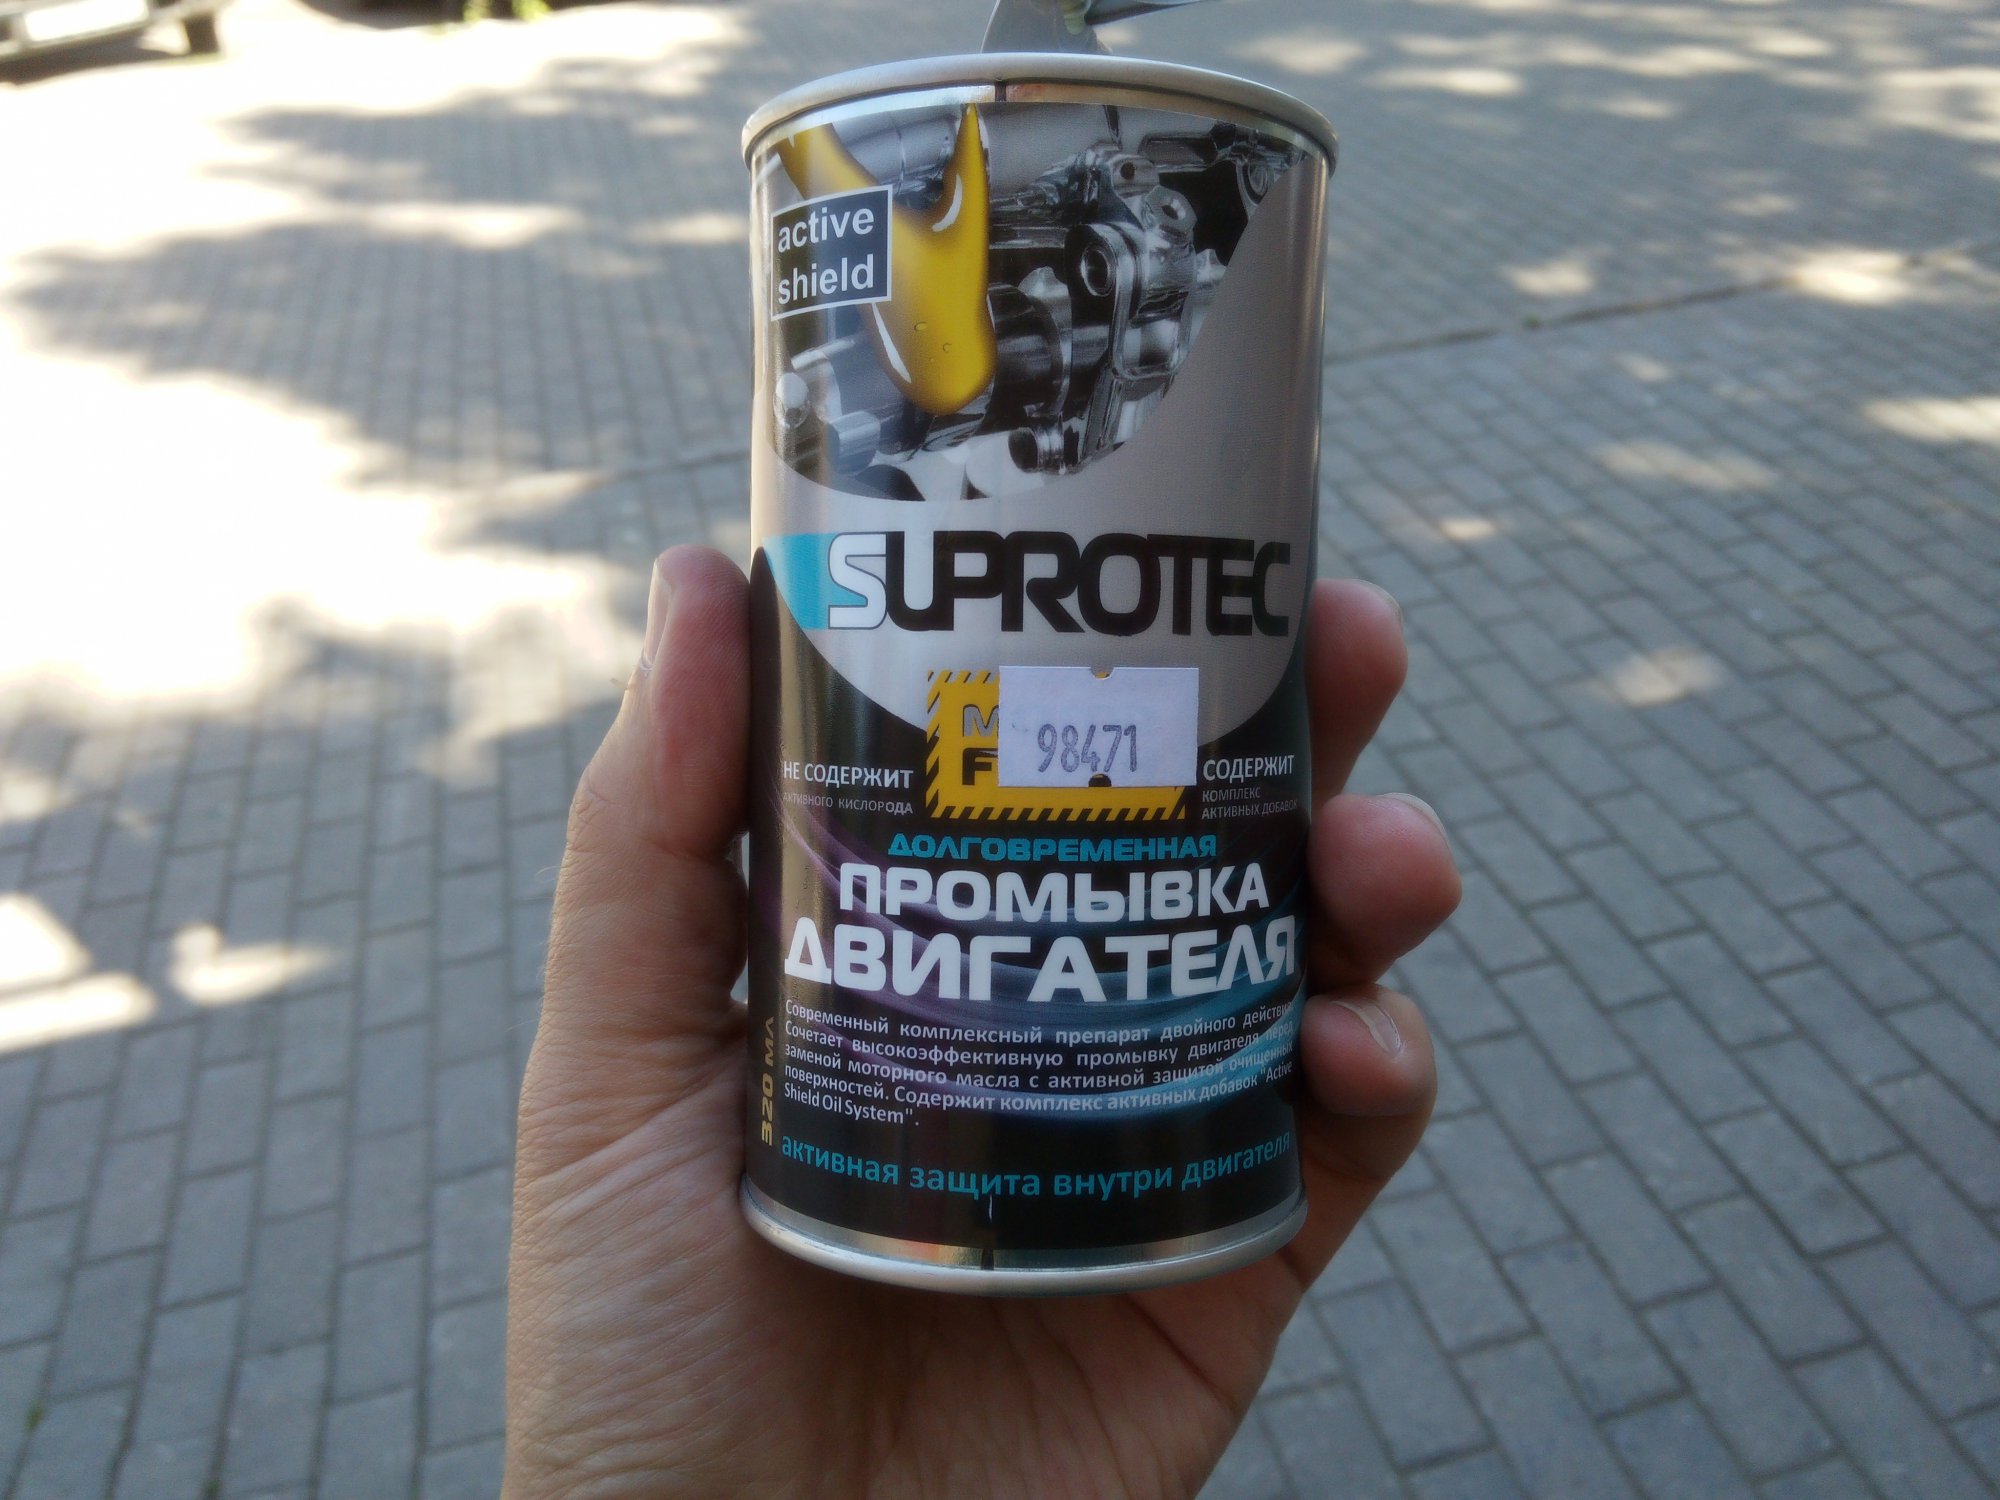 active
shield
SUPROTEC
98471
НЕ СОДЕРЖИТ
АКТИВНОГО КИСЛОРОДА
СОДЕРЖИТ
КОМПЛЕКС
АКТИВНЫХ ДОБАВОК
ДОЛГОВРЕМЕННАЯ
ПРОМЫВКА
ДВИГАТЕЛЯ
Современный комплексный препарат двойного действия.
Сочетает высокоэффективную промывку двигателя перед
заменой моторного масла с активной защитой очищенных
поверхностей. Содержит комплекс активных добавок "Active
Shield Oil System".
320 МЛ
активная защита внутри двигателя